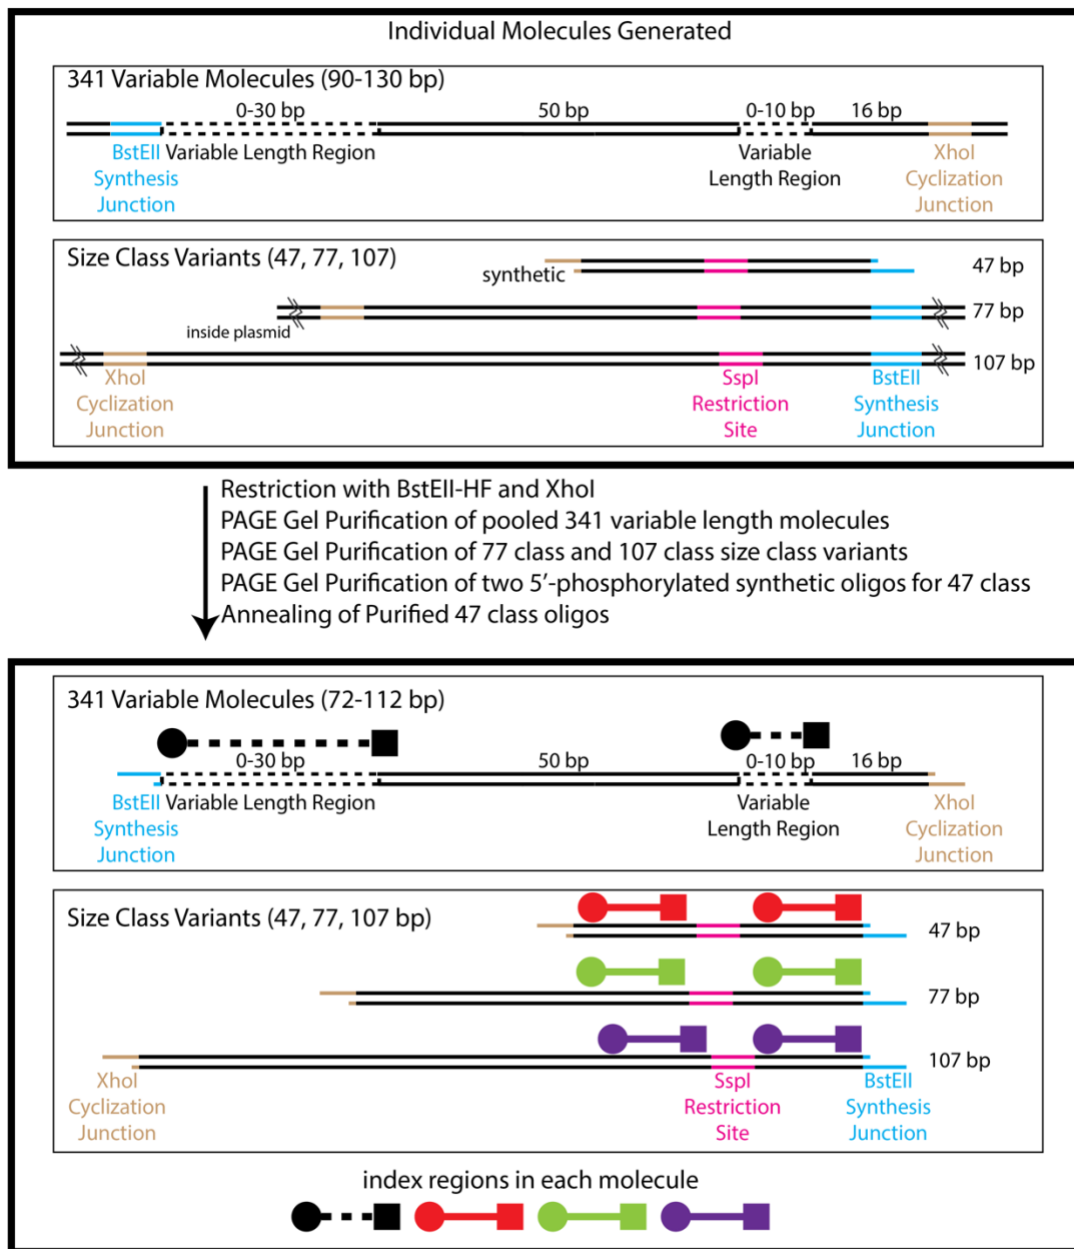 Individual Molecules Generated
341 Variable Molecules (90-130 bp)
0-30 bp 50 bp 0-10 bp 16 bp
BstEII Variable Length Region Variable XhoI
Synthesis Length Region Cyclization
Junction Junction
Size Class Variants (47, 77, 107)
synthetic 47 bp
77 bp
inside plasmid
107 bp
XhoI SspI BstEII
Cyclization Restriction Synthesis
Junction Site Junction
Restriction with BstEII-HF and XhoI
PAGE Gel Purification of pooled 341 variable length molecules
PAGE Gel Purification of 77 class and 107 class size class variants
PAGE Gel Purification of two 5'-phosphorylated synthetic oligos for 47 class
Annealing of Purified 47 class oligos
341 Variable Molecules (72-112 bp)
0-30 bp 50 bp 0-10 bp 16 bp
BstEII Variable Length Region Variable XhoI
Synthesis Length Region Cyclization
Junction Junction
Size Class Variants (47, 77, 107 bp)
47 bp
77 bp
107 bp
XhoI SspI BstEII
Cyclization Restriction Synthesis
Junction Site Junction
index regions in each molecule